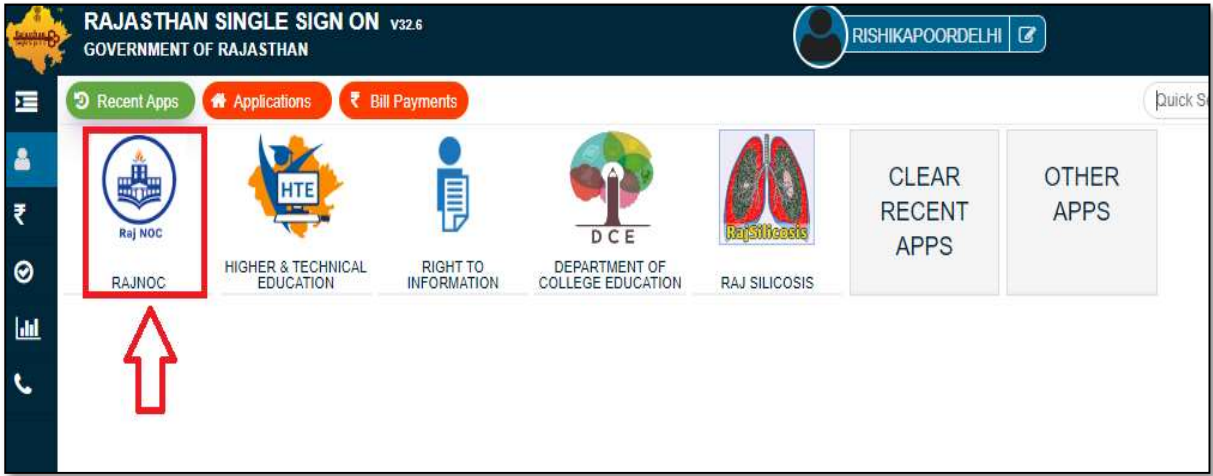 RAJASTHAN SINGLE SIGN ON V32.6
GOVERNMENT OF RAJASTHAN
RISHIKAPOORDELHI
Recent Apps
Applications
₹ Bill Payments
Quick Se
Raj NOC
RAJNOC
HTE
HIGHER & TECHNICAL
EDUCATION
RIGHT TO
INFORMATION
DCE
DEPARTMENT OF
COLLEGE EDUCATION
RajSilicosis
RAJ SILICOSIS
CLEAR
RECENT
APPS
OTHER
APPS
₹